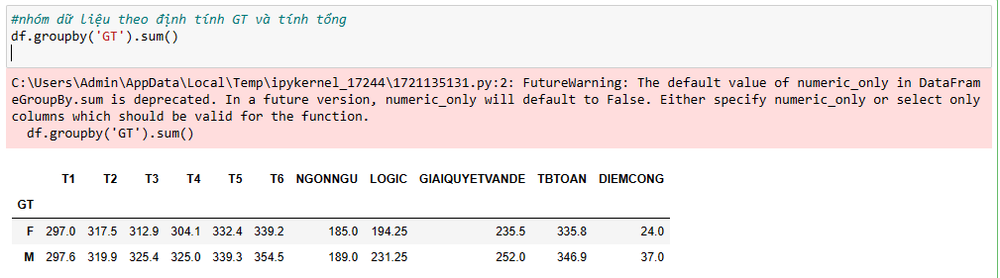 #nhóm dữ liệu theo định tính GT và tính tổng
df.groupby('GT').sum()
C:\Users\Admin\AppData\Local\Temp\ipykernel_17244\1721135131.py:2: FutureWarning: The default value of numeric_only in DataFram
eGroupBy.sum is deprecated. In a future version, numeric_only will default to False. Either specify numeric_only or select only
columns which should be valid for the function.
df.groupby('GT').sum()
T1 T2 T3 T4 T5 T6 NGONNGU LOGIC GIAIQUYETVANDE TBTOAN DIEMCONG
GT
F 297.0 317.5 312.9 304.1 332.4 339.2 185.0 194.25 235.5 335.8 24.0
M 297.6 319.9 325.4 325.0 339.3 354.5 189.0 231.25 252.0 346.9 37.0